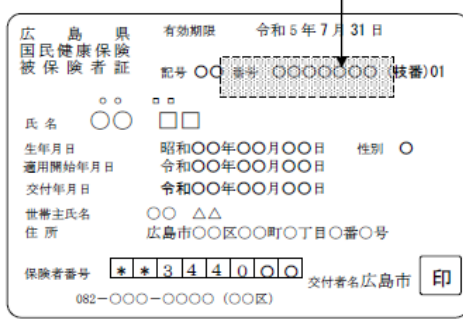 広島県 有効期限 令和5年7月31日
国民健康保険
被保険者証 記号 〇〇 番号 〇〇〇〇〇〇〇 (枝番)01
〇〇 □□
氏名 〇〇 □□
生年月日 昭和〇〇年〇〇月〇〇日 性別 〇
適用開始年月日 令和〇〇年〇〇月〇〇日
交付年月日 令和〇〇年〇〇月〇〇日
世帯主氏名 〇〇 △△
住所 広島市〇〇区〇〇町〇丁目〇番〇号
保険者番号 **3440〇〇 交付者名広島市 印
082-〇〇〇-〇〇〇〇(〇〇区)